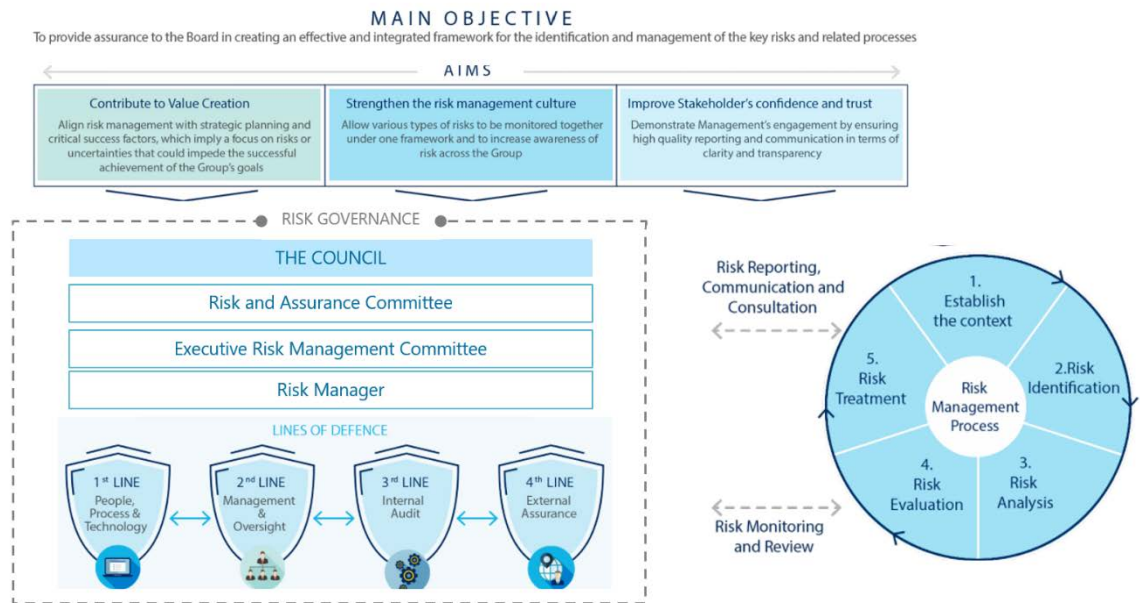 MAIN OBJECTIVE
To provide assurance to the Board in creating an effective and integrated framework for the identification and management of the key risks and related processes
AIMS
Contribute to Value Creation
Align risk management with strategic planning and
critical success factors, which imply a focus on risks or
uncertainties that could impede the successful
achievement of the Group's goals
Strengthen the risk management culture
Allow various types of risks to be monitored together
under one framework and to increase awareness of
risk across the Group
Improve Stakeholder's confidence and trust
Demonstrate Management's engagement by ensuring
high quality reporting and communication in terms of
clarity and transparency
RISK GOVERNANCE
THE COUNCIL
Risk and Assurance Committee
Executive Risk Management Committee
Risk Manager
LINES OF DEFENCE
1st LINE
People,
Process &
Technology
2nd LINE
Management
&
Oversight
3rd LINE
Internal
Audit
4th LINE
External
Assurance
Risk Reporting,
Communication and
Consultation
Risk Monitoring
and Review
1.
Establish
the context
2.Risk
Identification
3.
Risk
Analysis
4.
Risk
Evaluation
5.
Risk
Treatment
Risk
Management
Process